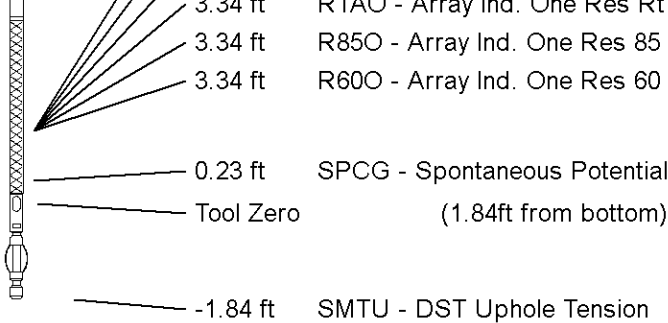 3.34 ft RTAO - Array Ind. One Res Rt
3.34 ft R85O - Array Ind. One Res 85
3.34 ft R60O - Array Ind. One Res 60
0.23 ft SPCG - Spontaneous Potential
Tool Zero (1.84ft from bottom)
-1.84 ft SMTU - DST Uphole Tension